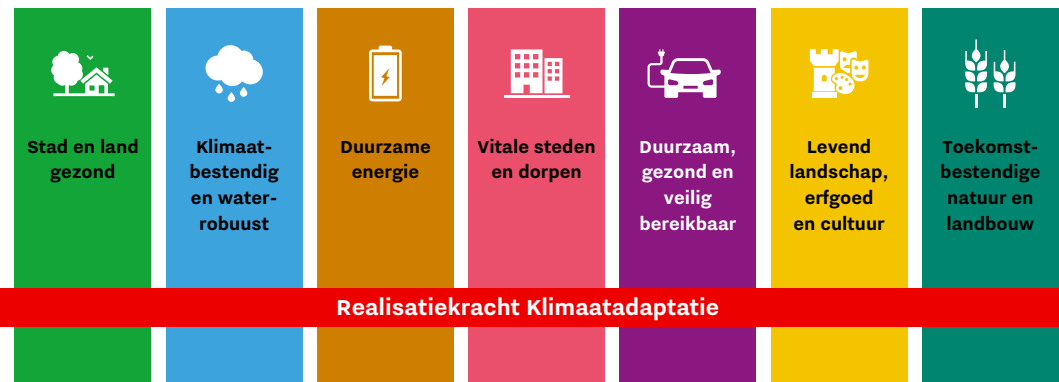 Stad en land
gezond
Klimaat-
bestendig
en water-
robuust
Duurzame
energie
Vitale steden
en dorpen
Duurzaam,
gezond en
veilig
bereikbaar
Levend
landschap,
erfgoed
en cultuur
Toekomst-
bestendige
natuur en
landbouw
Realisatiekracht Klimaatadaptatie